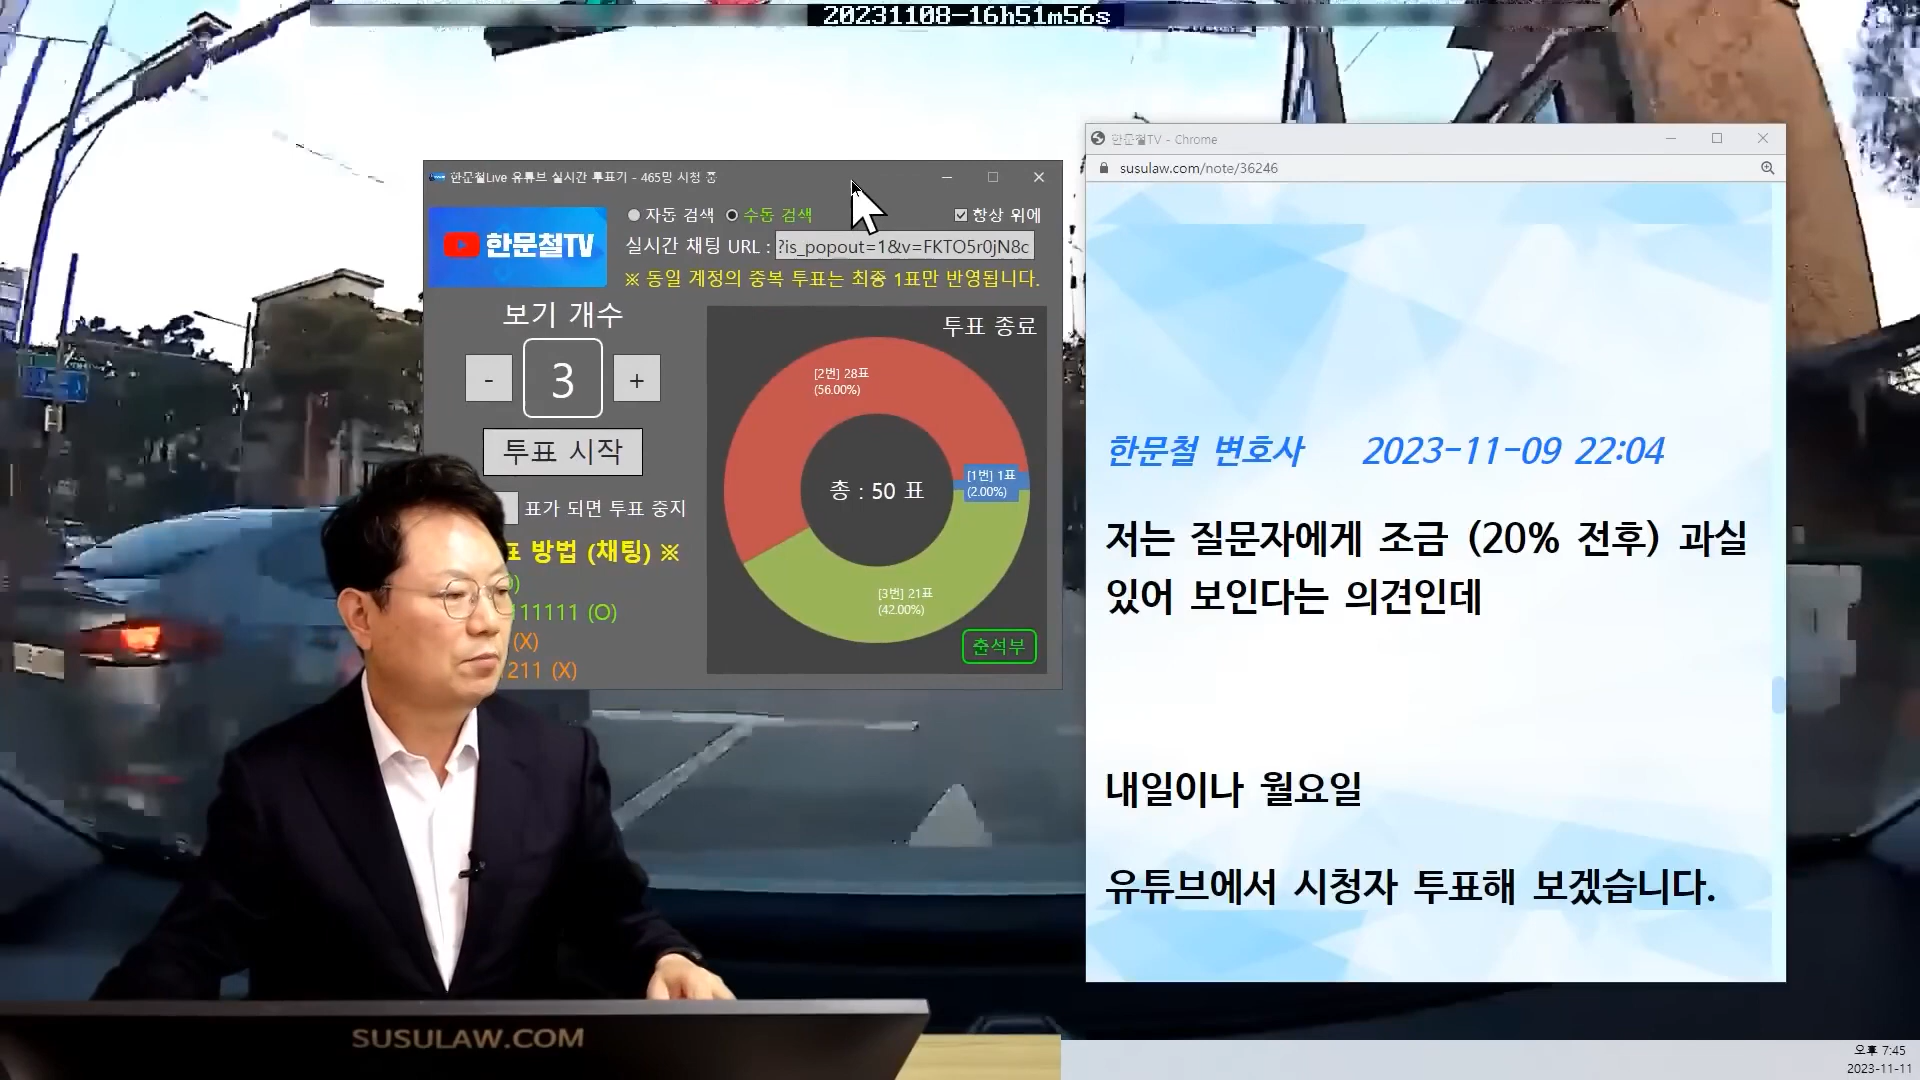 20231108-16h51m56s
한문철Live 유튜브 실시간 투표기 - 465명 시청 중
자동 검색 수동 검색 항상 위에
한문철TV
실시간 채팅 URL : ?is_popout=1&v=FKTO5r0jN8c
※ 동일 계정의 중복 투표는 최종 1표만 반영됩니다.
보기 개수
- 3 +
투표 시작
표가 되면 투표 중지
표 방법 (채팅) ※
111111 (O)
(X)
211 (X)
투표 종료
[2번] 28표
(56.00%)
[1번] 1표
(2.00%)
총 : 50 표
[3번] 21표
(42.00%)
출석부
한문철TV - Chrome
susulaw.com/note/36246
한문철 변호사 2023-11-09 22:04
저는 질문자에게 조금 (20% 전후) 과실
있어 보인다는 의견인데
내일이나 월요일
유튜브에서 시청자 투표해 보겠습니다.
SUSULAW.COM
오후 7:45
2023-11-11